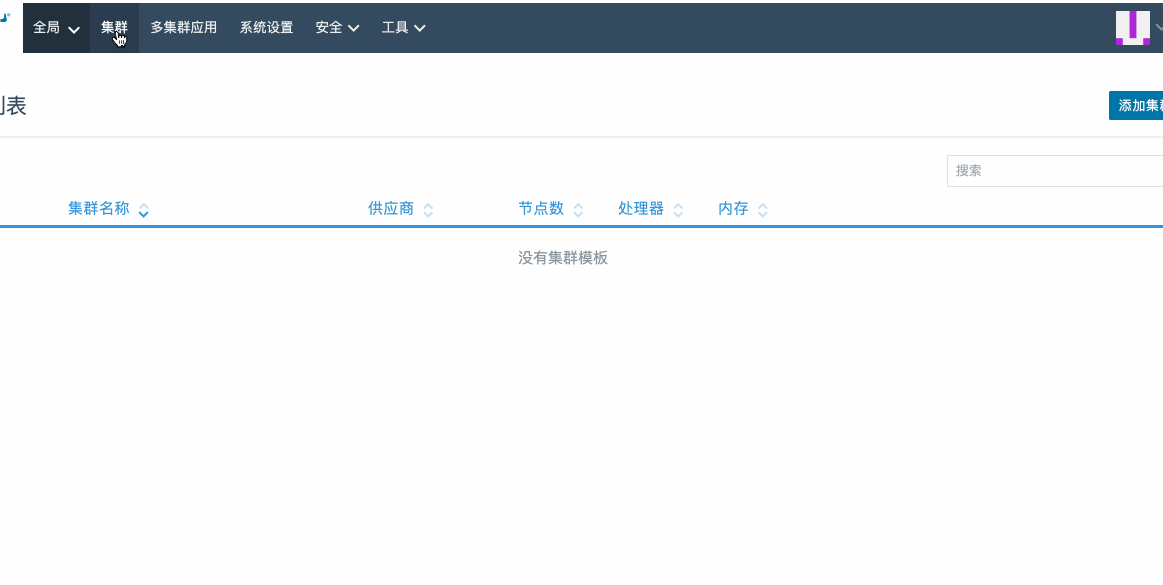 全局 集群 多集群应用 系统设置 安全 工具
表
添加集
搜索
集群名称 供应商 节点数 处理器 内存
没有集群模板